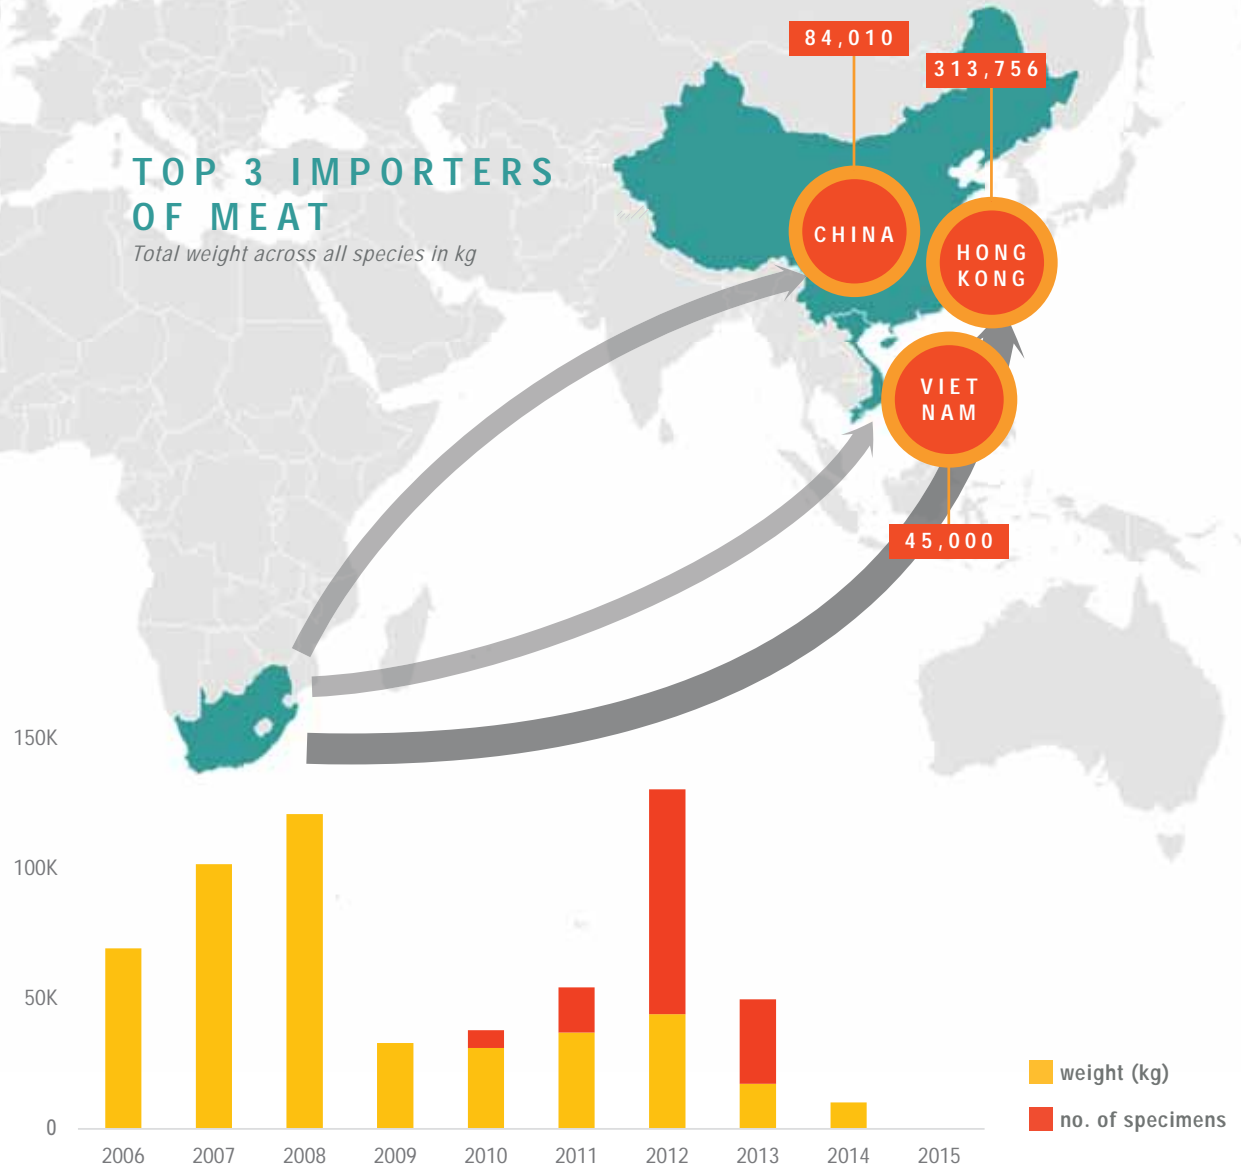 84,010
313,756
TOP 3 IMPORTERS
OF MEAT
Total weight across all species in kg
CHINA
HONG
KONG
VIET
NAM
45,000
150K
100K
50K
0
weight (kg)
no. of specimens
2006 2007 2008 2009 2010 2011 2012 2013 2014 2015